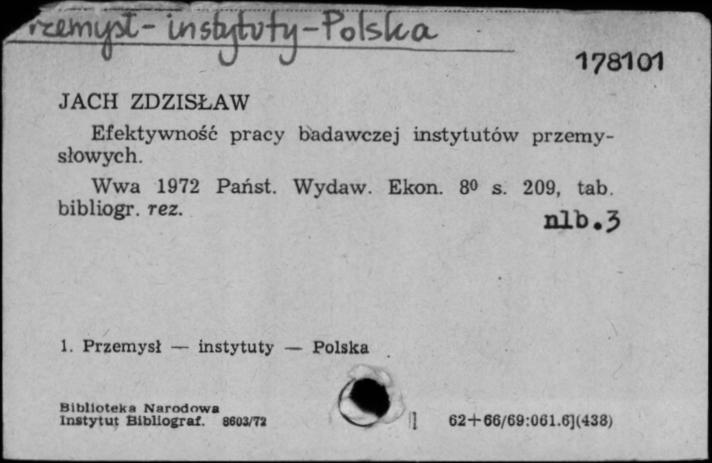 rzemysł - instytuty - Polska
178101
JACH ZDZISŁAW
Efektywność pracy badawczej instytutów przemy-
słowych.
Wwa 1972 Państ. Wydaw. Ekon. 8⁰ s. 209, tab.
bibliogr. rez.
nlb.3
1. Przemysł — instytuty — Polska
Biblioteka Narodowa
Instytut Bibliograf. 8603/72
] 62+66/69:061.6](438)